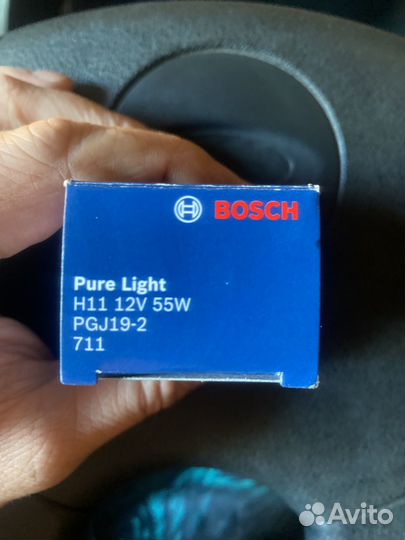 BOSCH
Pure Light
H11 12V 55W
PGJ19-2
711
Avito